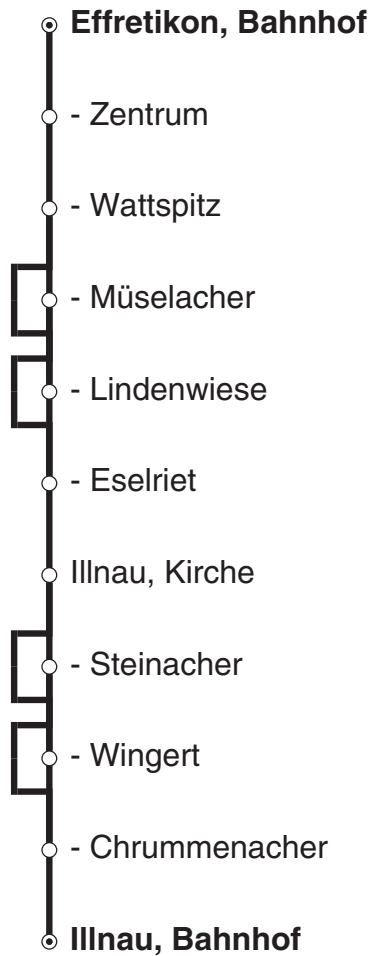 Effretikon, Bahnhof
- Zentrum
- Wattspitz
- Müselacher
- Lindenwiese
- Eselriet
Illnau, Kirche
- Steinacher
- Wingert
- Chrummenacher
Illnau, Bahnhof